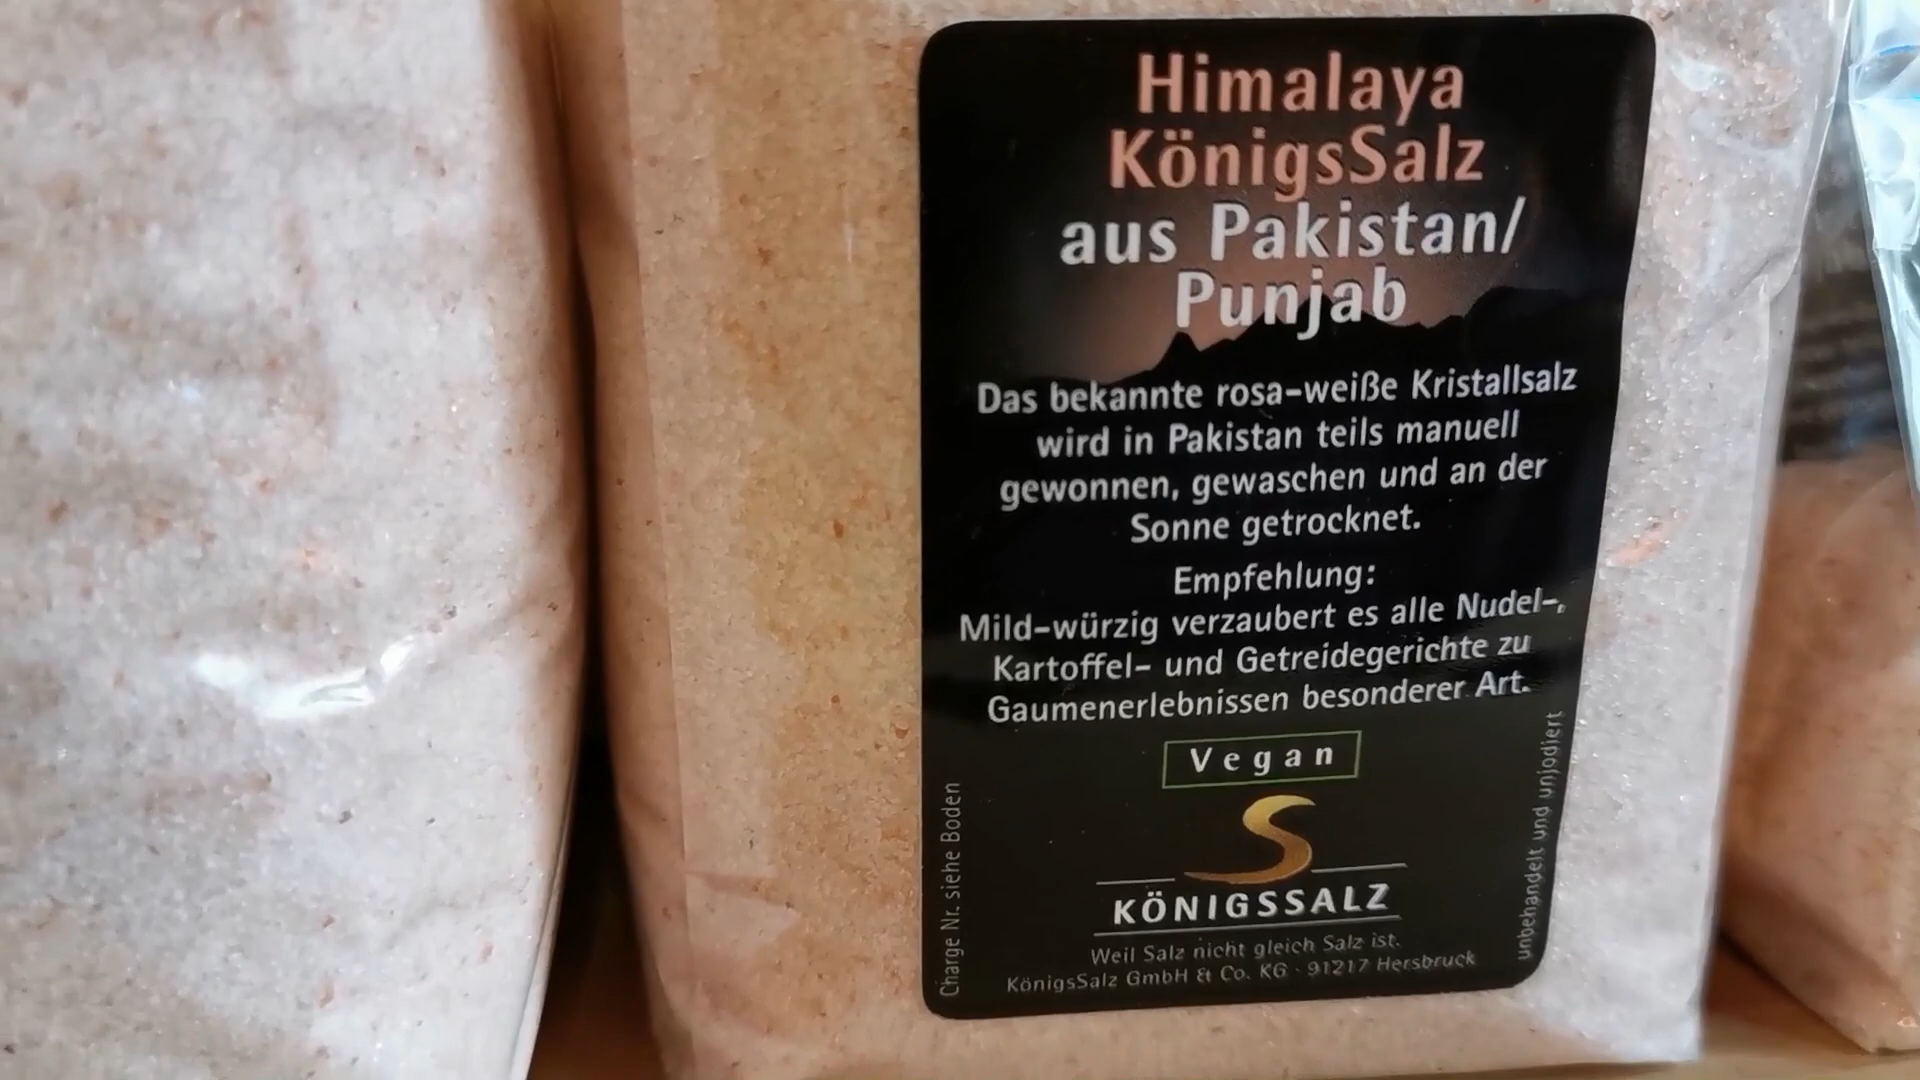 Himalaya
KönigsSalz
aus Pakistan/
Punjab
Das bekannte rosa-weiße Kristallsalz
wird in Pakistan teils manuell
gewonnen, gewaschen und an der
Sonne getrocknet.
Empfehlung:
Mild-würzig verzaubert es alle Nudel-,
Kartoffel- und Getreidegerichte zu
Gaumenerlebnissen besonderer Art.
Vegan
KÖNIGSSALZ
Weil Salz nicht gleich Salz ist.
KönigsSalz GmbH & Co. KG · 91217 Hersbruck
Charge Nr. siehe Boden
unbehandelt und unjodiert